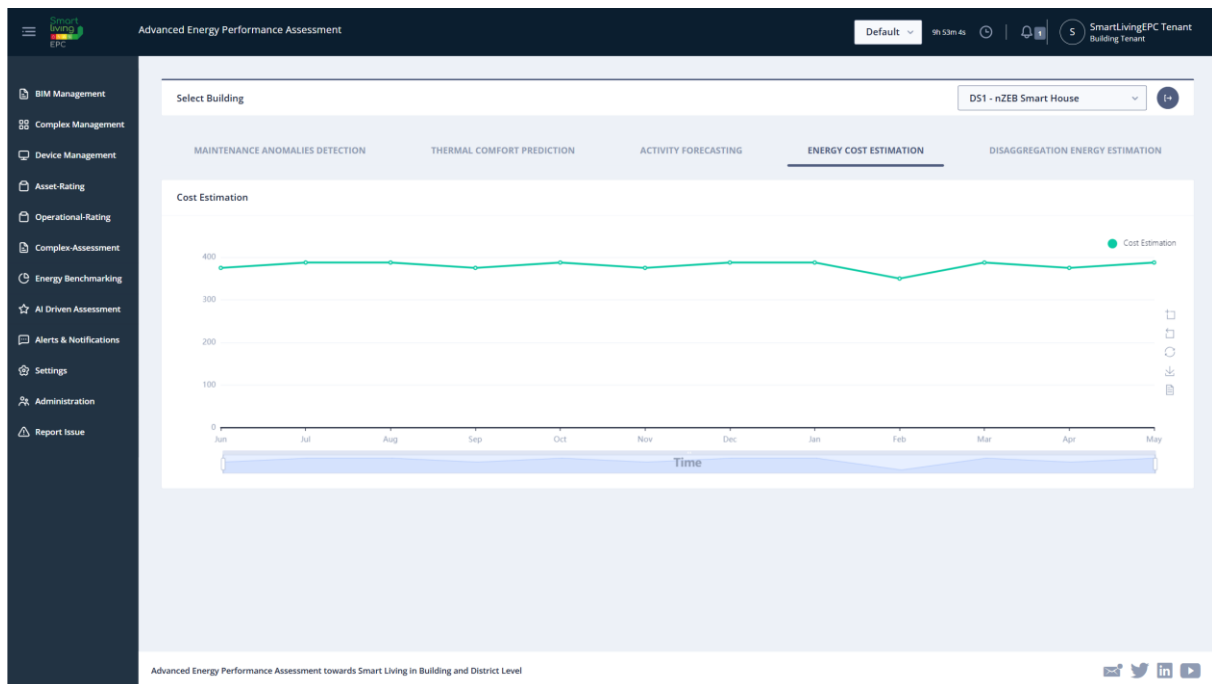 Smart
living
EPC
Advanced Energy Performance Assessment
Default
9h 53m 4s
1
S
SmartLivingEPC Tenant
Building Tenant
BIM Management
Complex Management
Device Management
Asset-Rating
Operational-Rating
Complex-Assessment
Energy Benchmarking
AI Driven Assessment
Alerts & Notifications
Settings
Administration
Report Issue
Select Building
DS1 - nZEB Smart House
MAINTENANCE ANOMALIES DETECTION
THERMAL COMFORT PREDICTION
ACTIVITY FORECASTING
ENERGY COST ESTIMATION
DISAGGREGATION ENERGY ESTIMATION
Cost Estimation
Cost Estimation
400
300
200
100
0
Jun Jul Aug Sep Oct Nov Dec Jan Feb Mar Apr May
Time
Advanced Energy Performance Assessment towards Smart Living in Building and District Level
in